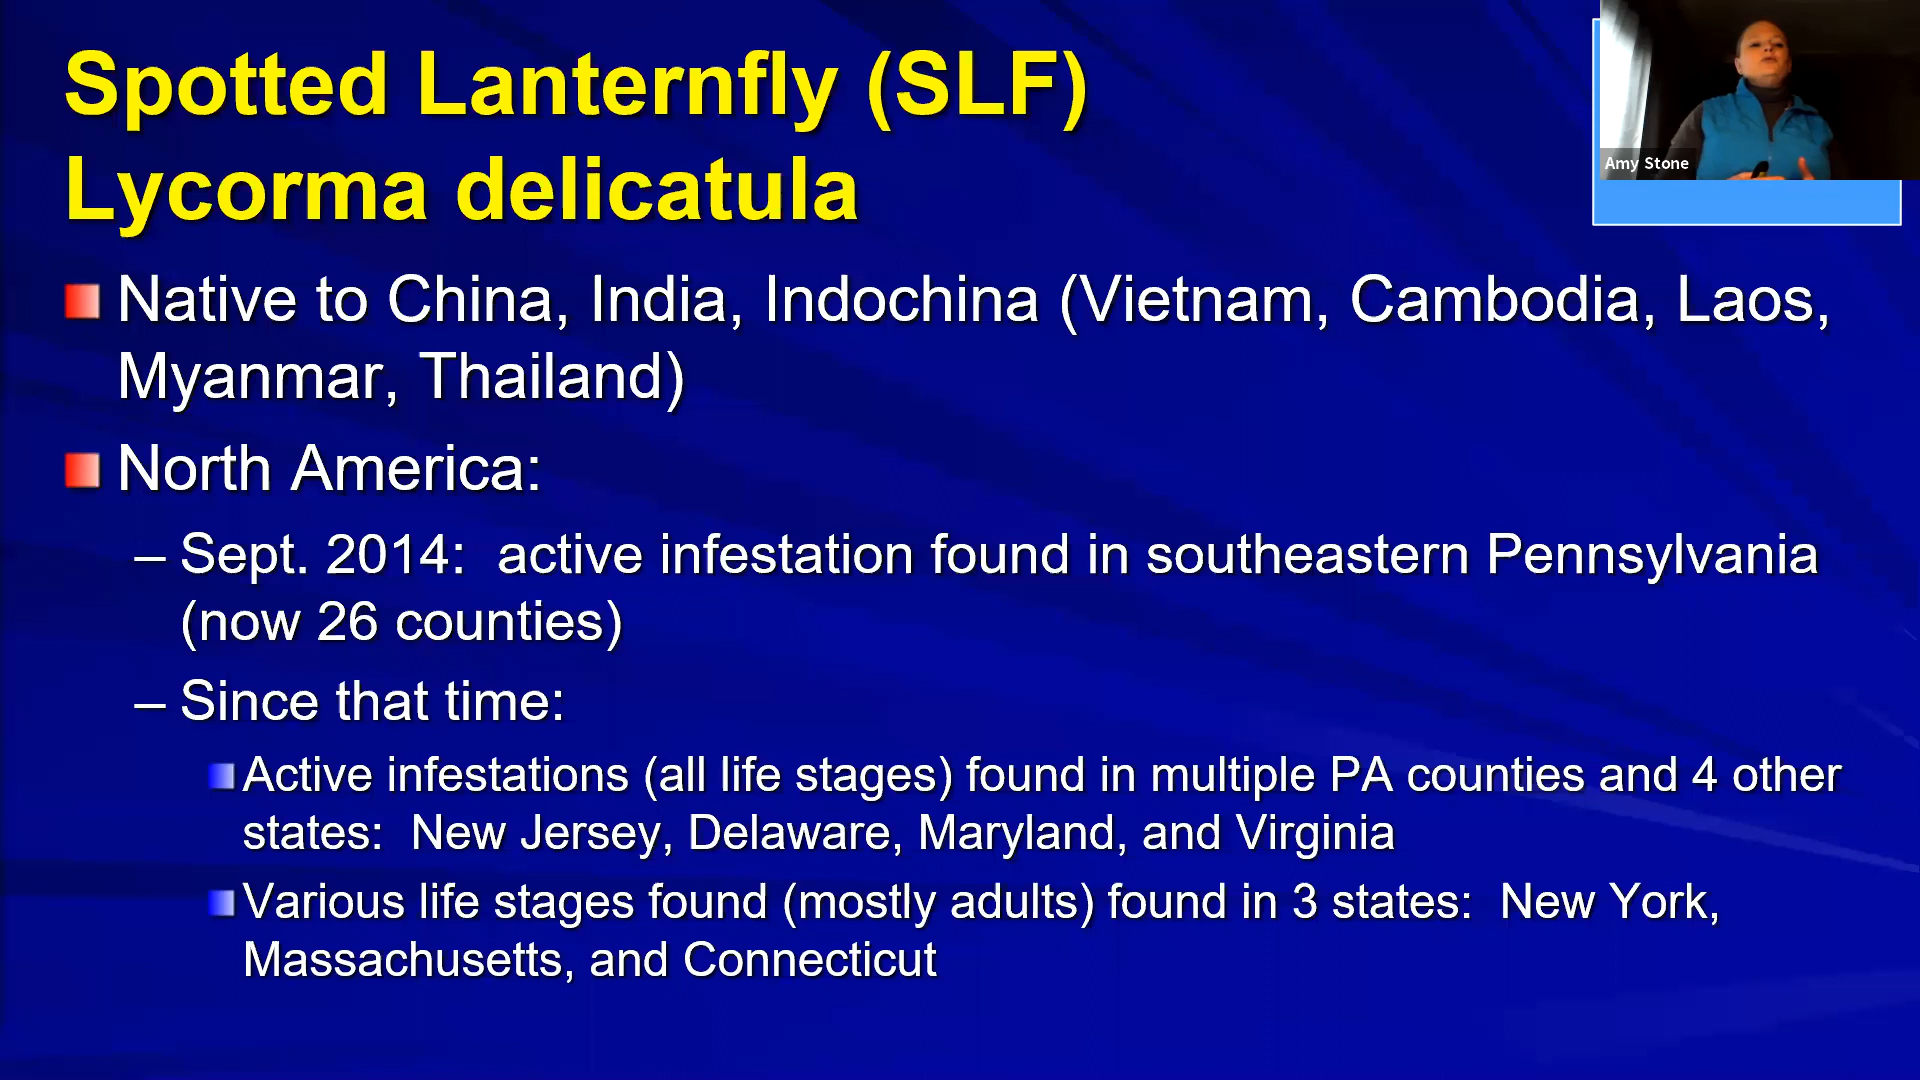 Spotted Lanternfly (SLF)
Lycorma delicatula
Amy Stone
Native to China, India, Indochina (Vietnam, Cambodia, Laos,
Myanmar, Thailand)
North America:
– Sept. 2014:  active infestation found in southeastern Pennsylvania
(now 26 counties)
– Since that time:
Active infestations (all life stages) found in multiple PA counties and 4 other
states:  New Jersey, Delaware, Maryland, and Virginia
Various life stages found (mostly adults) found in 3 states:  New York,
Massachusetts, and Connecticut